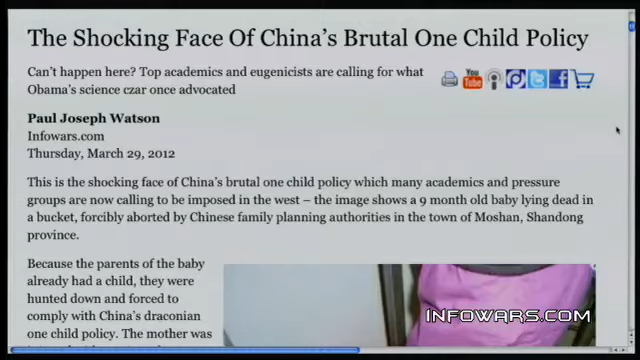 The Shocking Face Of China's Brutal One Child Policy
Can't happen here? Top academics and eugenicists are calling for what
Obama's science czar once advocated
You
Tube
Paul Joseph Watson
Infowars.com
Thursday, March 29, 2012
This is the shocking face of China's brutal one child policy which many academics and pressure
groups are now calling to be imposed in the west – the image shows a 9 month old baby lying dead in
a bucket, forcibly aborted by Chinese family planning authorities in the town of Moshan, Shandong
province.
Because the parents of the baby
already had a child, they were
hunted down and forced to
comply with China's draconian
one child policy. The mother was
INFOWARS.COM